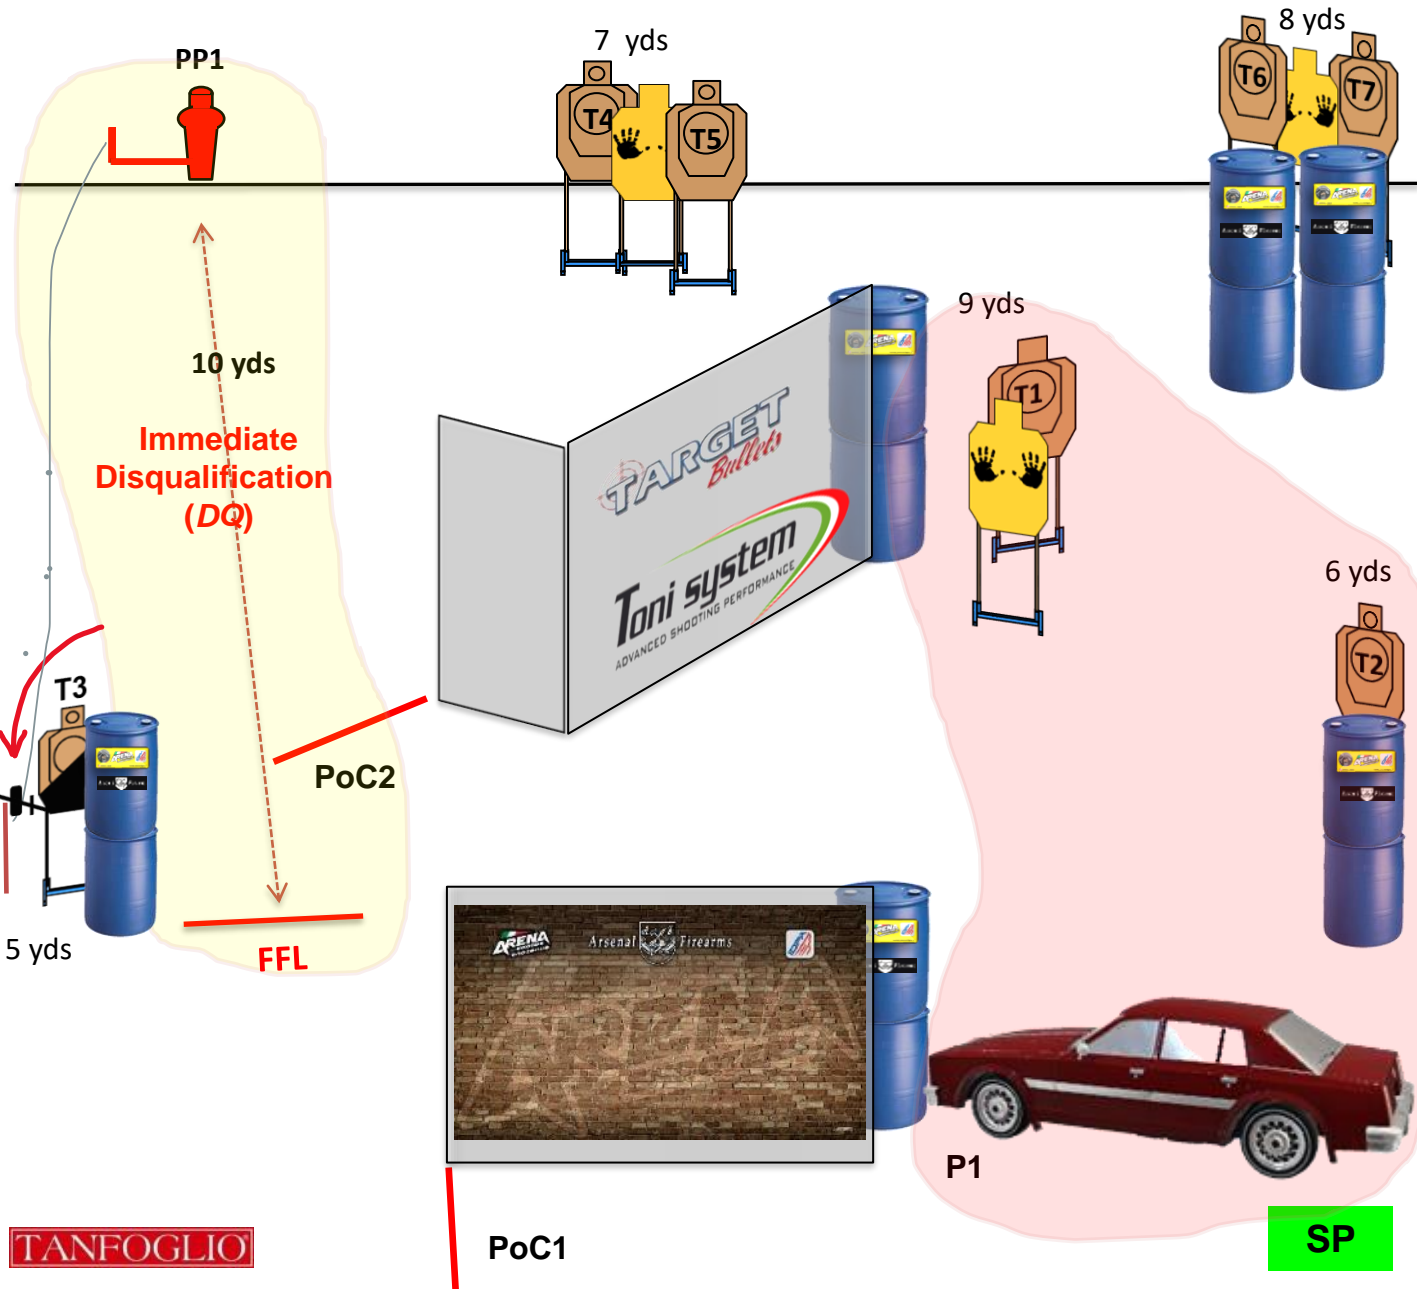 PP1
7 yds
8 yds
T4
T5
T6
T7
10 yds
9 yds
T1
Immediate
Disqualification
(DQ)
TARGET
Bullets
Toni system
ADVANCED SHOOTING PERFORMANCE
6 yds
T2
T3
PoC2
5 yds
FFL
ARENA
Arsenal Firearms
P1
PoC1
SP
TANFOGLIO